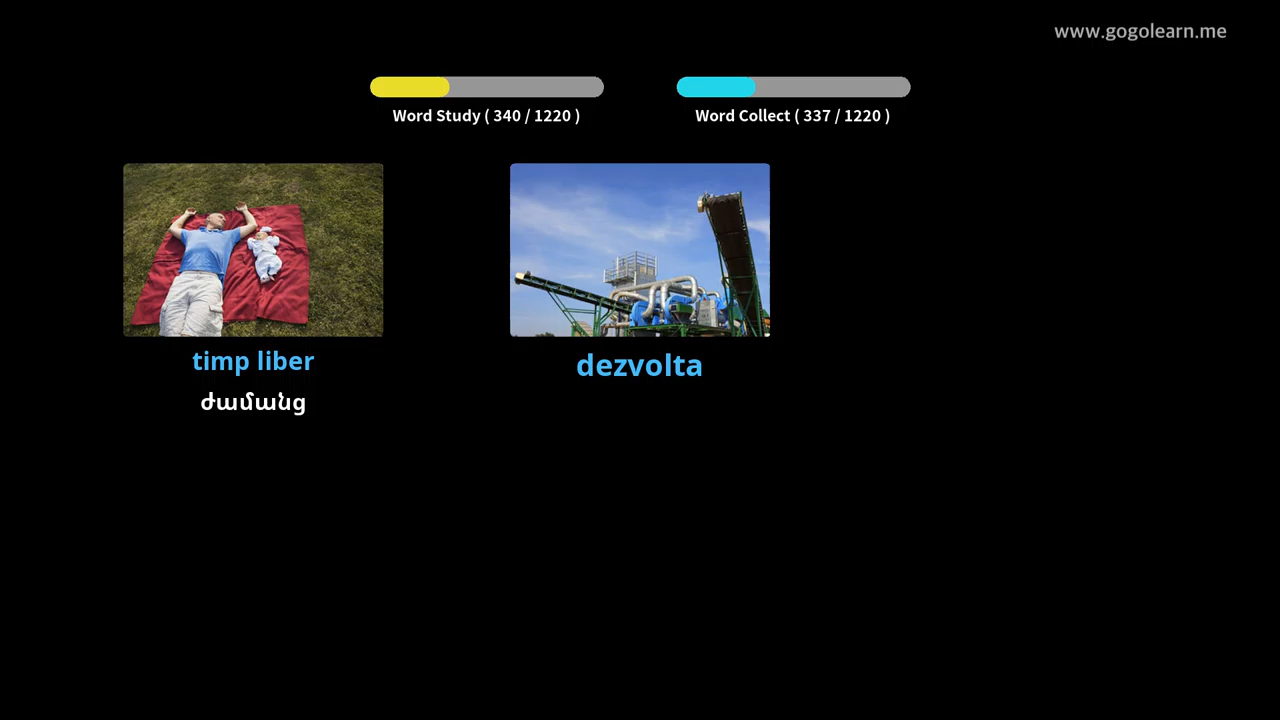 www.gogolearn.me
Word Study ( 340 / 1220 )
Word Collect ( 337 / 1220 )
timp liber
ժամանց
dezvolta